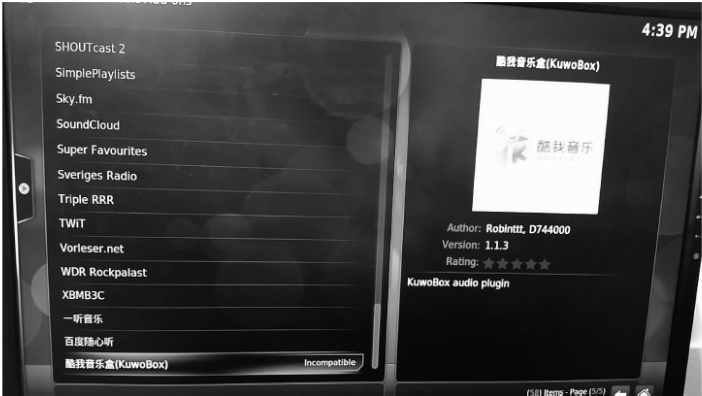 Add-ons
4:39 PM
SHOUTcast 2
SimplePlaylists
Sky.fm
SoundCloud
Super Favourites
Sveriges Radio
Triple RRR
TWiT
Vorleser.net
WDR Rockpalast
XBMB3C
一听音乐
百度随心听
酷我音乐盒(KuwoBox) Incompatible
酷我音乐盒(KuwoBox)
酷我音乐
Author: Robinttt, D744000
Version: 1.1.3
Rating:
KuwoBox audio plugin
(58) Items - Page (5/5)